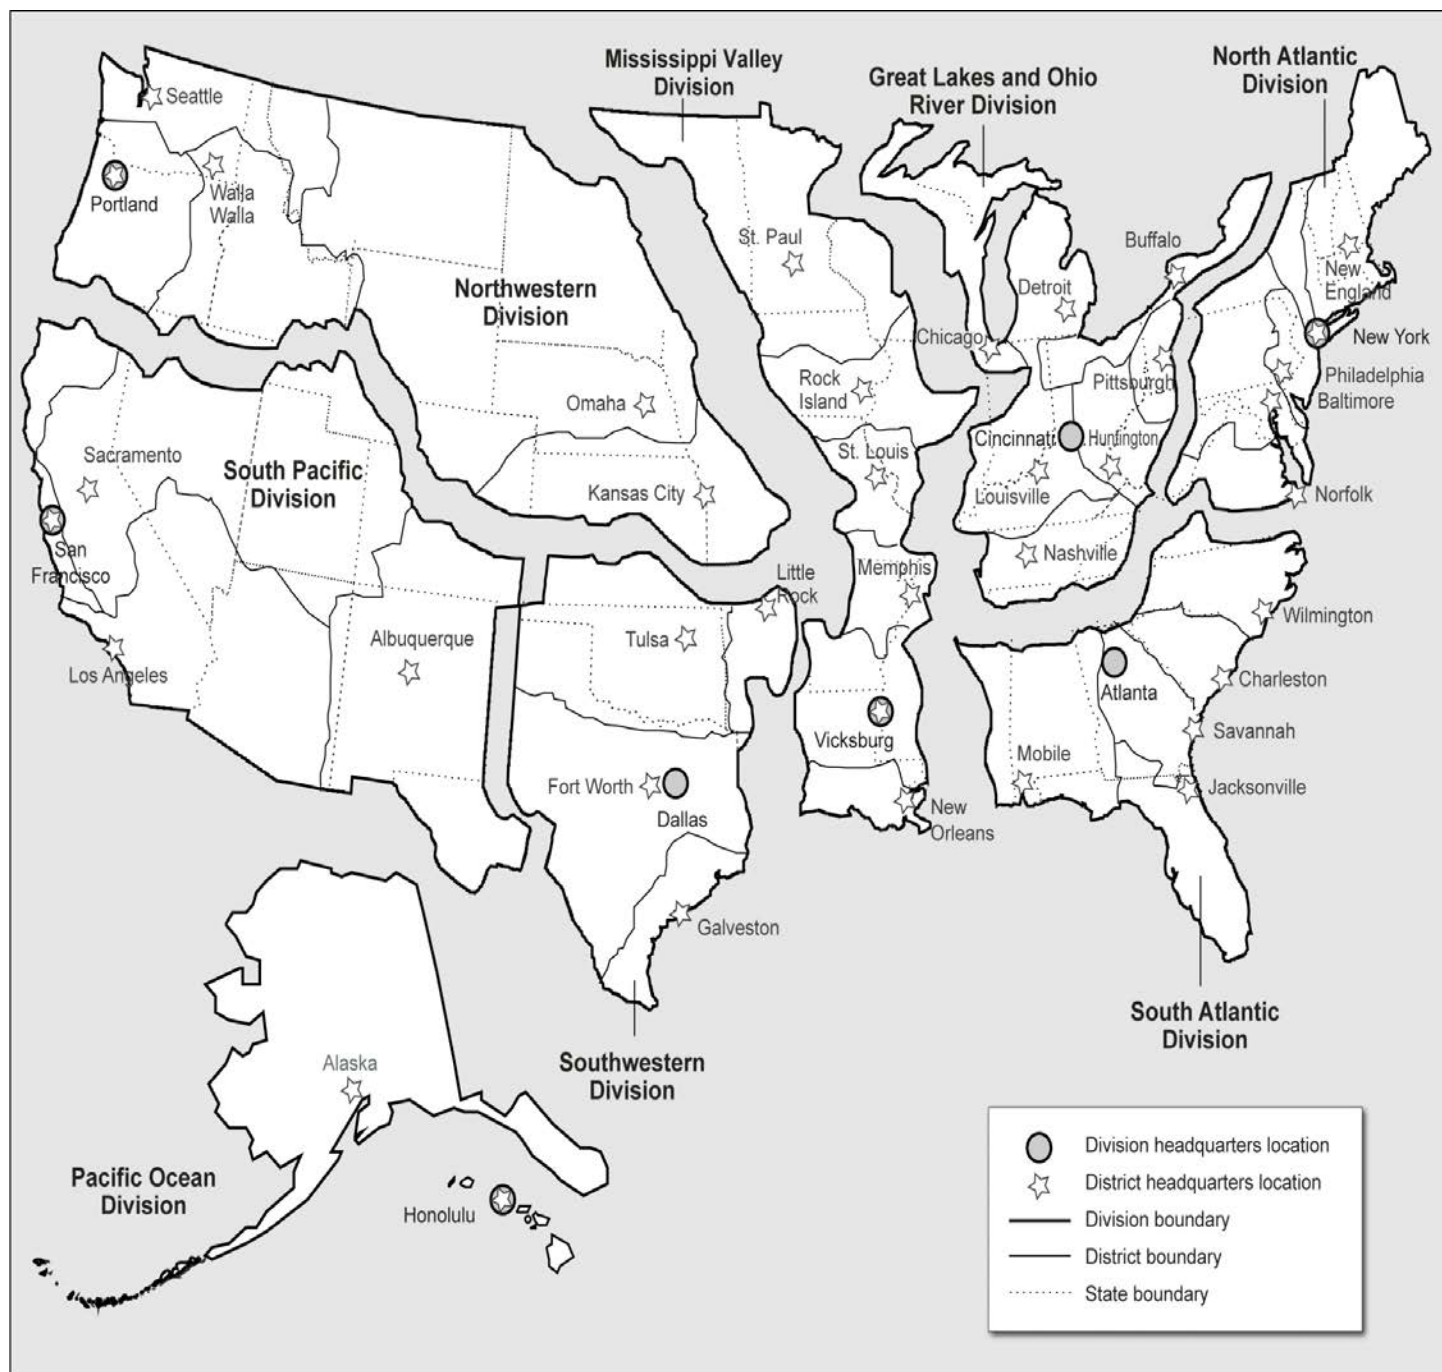 Mississippi Valley
Division
Great Lakes and Ohio
River Division
North Atlantic
Division
Seattle
Portland
Walla
Walla
Northwestern
Division
Omaha
Kansas City
St. Paul
Rock
Island
St. Louis
Memphis
Vicksburg
New
Orleans
Buffalo
Detroit
Chicago
Pittsburgh
Cincinnati
Huntington
Louisville
Nashville
New
England
New York
Philadelphia
Baltimore
Norfolk
South Pacific
Division
Sacramento
San
Francisco
Los Angeles
Albuquerque
Little
Rock
Tulsa
Fort Worth
Dallas
Galveston
Southwestern
Division
Wilmington
Charleston
Atlanta
Savannah
Mobile
Jacksonville
South Atlantic
Division
Alaska
Pacific Ocean
Division
Honolulu
Division headquarters location
District headquarters location
Division boundary
District boundary
State boundary